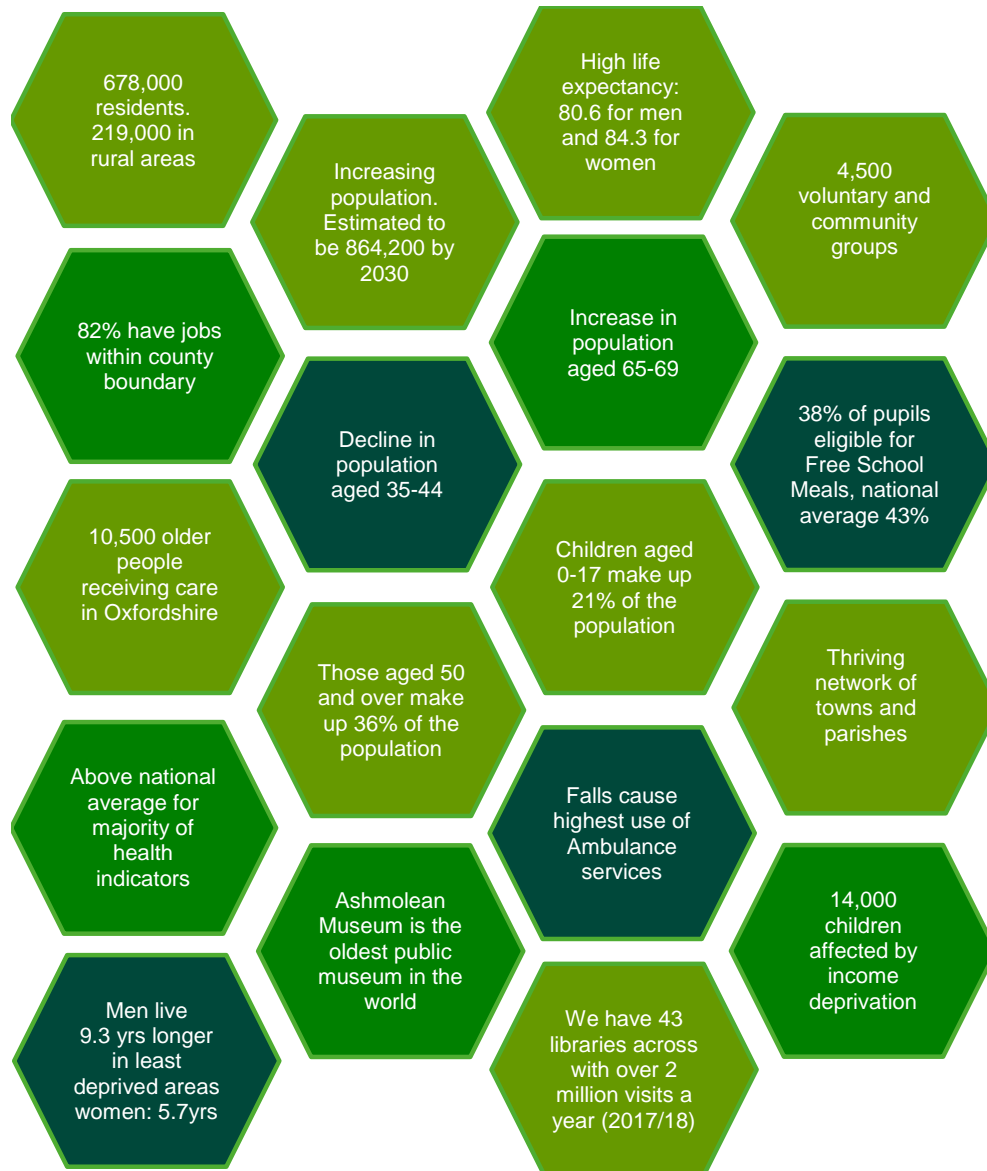 678,000
residents.
219,000 in
rural areas
High life
expectancy:
80.6 for men
and 84.3 for
women
Increasing
population.
Estimated to
be 864,200 by
2030
4,500
voluntary and
community
groups
82% have jobs
within county
boundary
Increase in
population
aged 65-69
Decline in
population
aged 35-44
38% of pupils
eligible for
Free School
Meals, national
average 43%
10,500 older
people
receiving care
in Oxfordshire
Children aged
0-17 make up
21% of the
population
Those aged 50
and over make
up 36% of the
population
Thriving
network of
towns and
parishes
Above national
average for
majority of
health
indicators
Falls cause
highest use of
Ambulance
services
Ashmolean
Museum is the
oldest public
museum in the
world
14,000
children
affected by
income
deprivation
Men live
9.3 yrs longer
in least
deprived areas
women: 5.7yrs
We have 43
libraries across
with over 2
million visits a
year (2017/18)